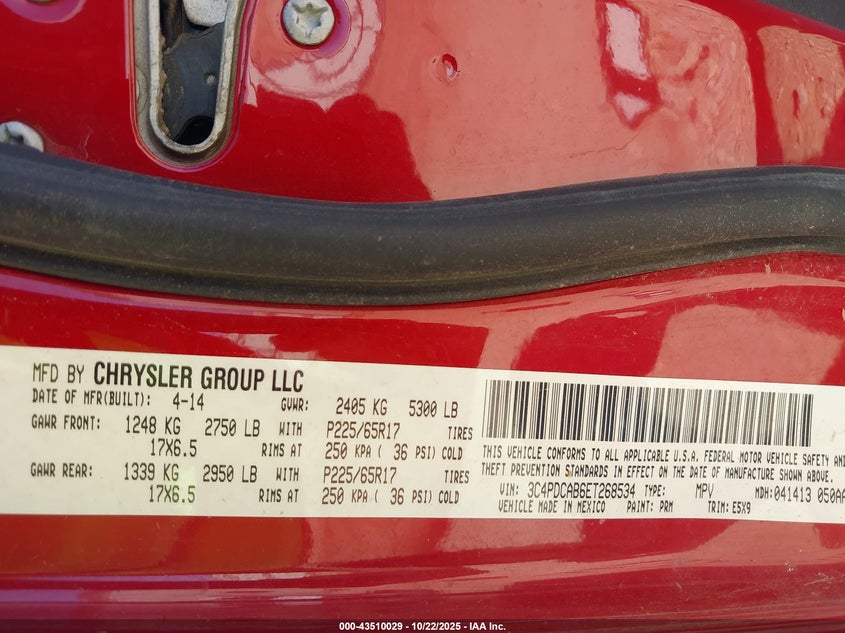 MFD BY CHRYSLER GROUP LLC
DATE OF MFR(BUILT): 4-14 GVWR: 2405 KG 5300 LB
GAWR FRONT: 1248 KG 2750 LB WITH P225/65R17 TIRES
17X6.5 RIMS AT 250 KPA ( 36 PSI) COLD
GAWR REAR: 1339 KG 2950 LB WITH P225/65R17 TIRES
17X6.5 RIMS AT 250 KPA ( 36 PSI) COLD
THIS VEHICLE CONFORMS TO ALL APPLICABLE U.S.A. FEDERAL MOTOR VEHICLE SAFETY AND
THEFT PREVENTION STANDARDS IN EFFECT ON THE DATE OF MANUFACTURE SHOWN ABOVE.
VIN: 3C4PDCAB6ET268534 TYPE: MPV MDH: 041413 050
VEHICLE MADE IN MEXICO PAINT: PRM TRIM: E5X9
000-43510029 - 10/22/2025 - IAA Inc.